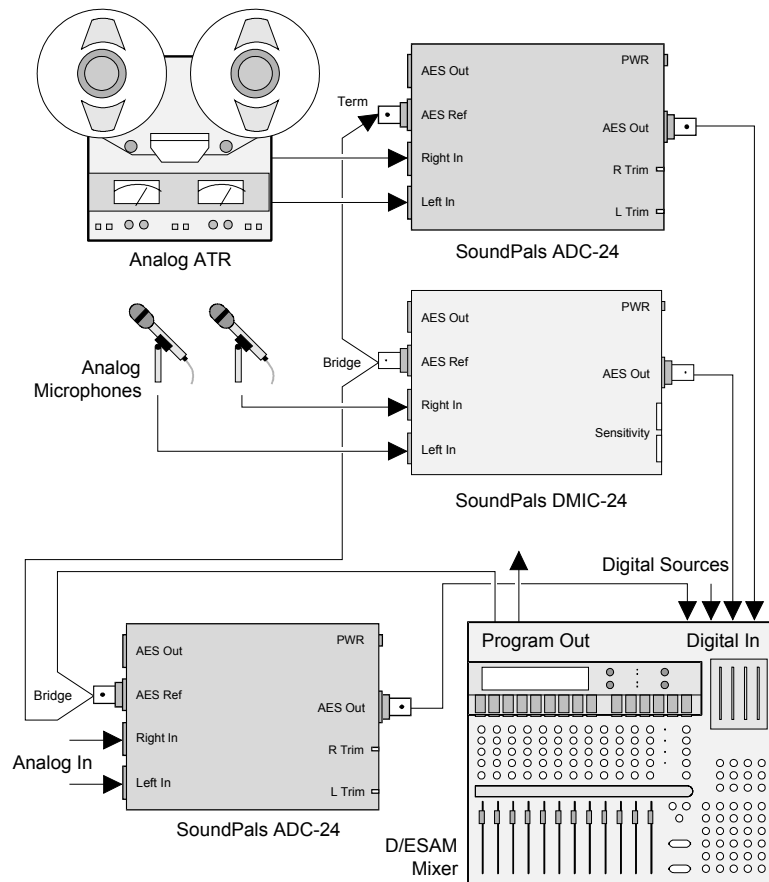 AES Out
PWR
Term
AES Ref
AES Out
Right In
R Trim
Left In
L Trim
Analog ATR
SoundPals ADC-24
AES Out
PWR
Analog
Microphones
Bridge
AES Ref
AES Out
Right In
Sensitivity
Left In
SoundPals DMIC-24
Digital Sources
AES Out
PWR
Program Out
Digital In
Bridge
AES Ref
AES Out
Right In
R Trim
Analog In
Left In
L Trim
SoundPals ADC-24
D/ESAM
Mixer